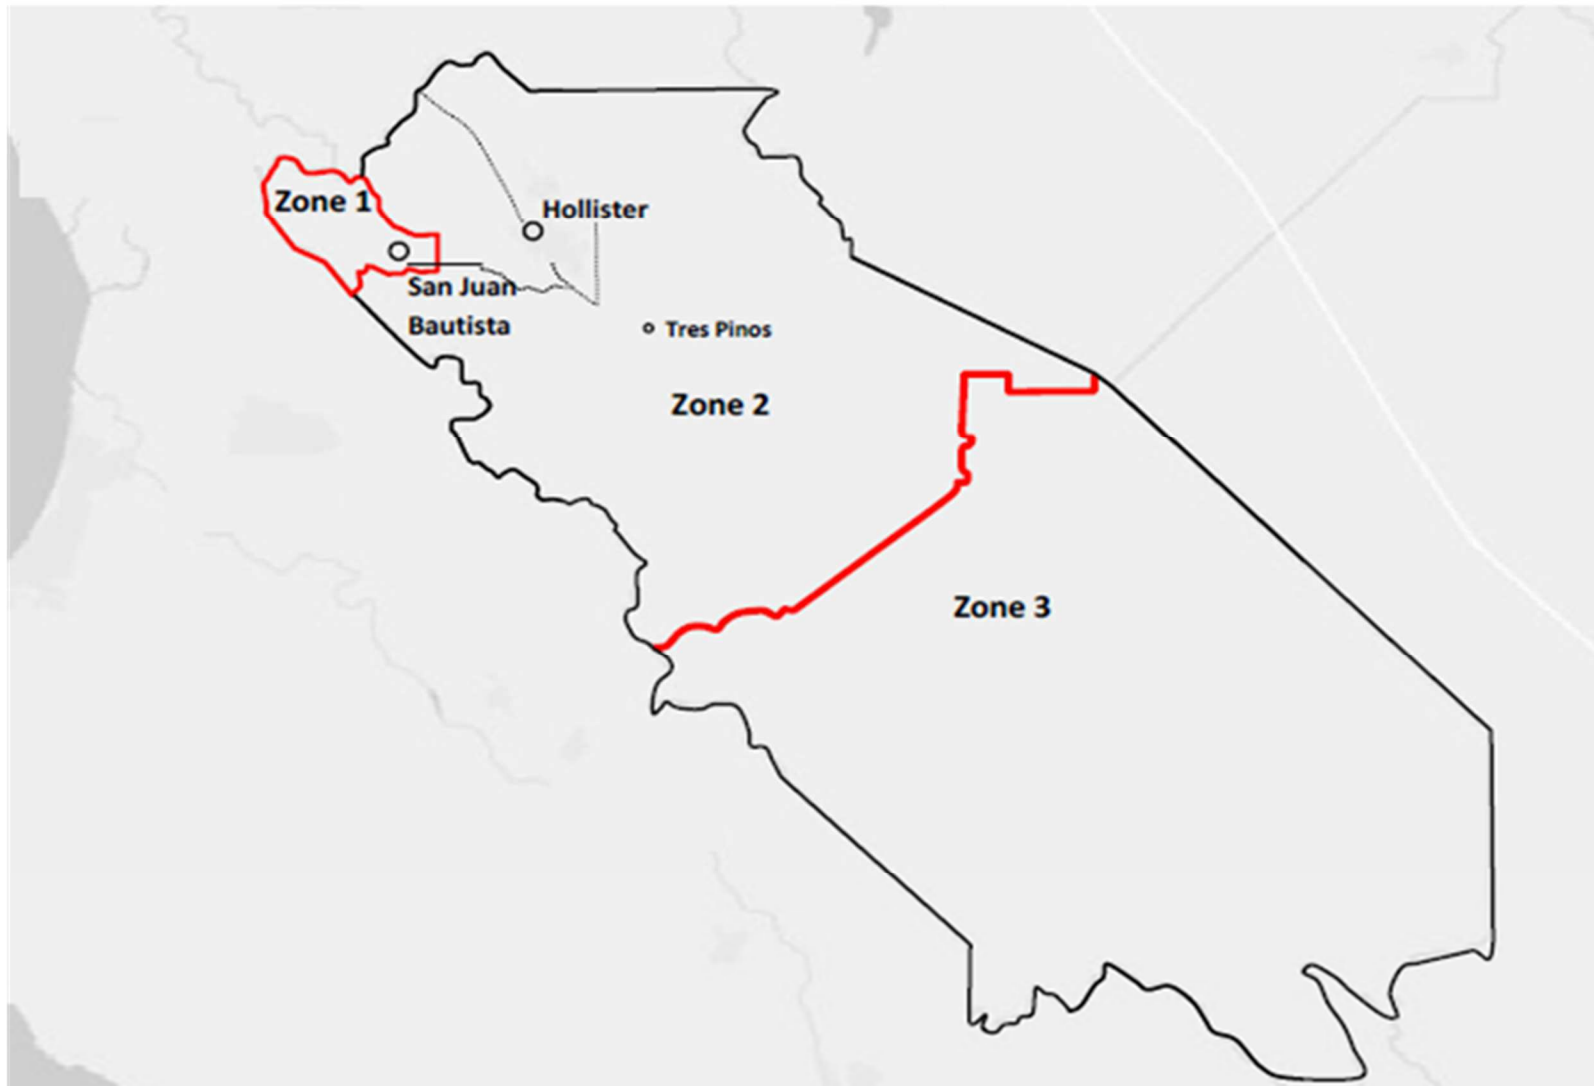 Zone 1
Hollister
San Juan
Bautista
Tres Pinos
Zone 2
Zone 3